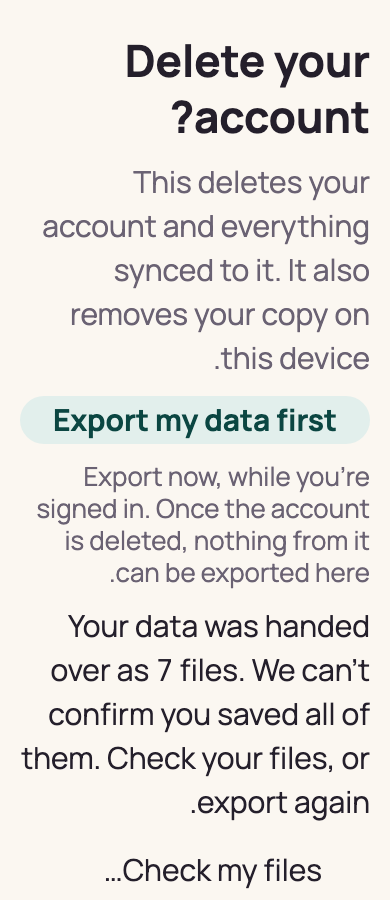 Delete your
account?
This deletes your
account and everything
synced to it. It also
removes your copy on
this device.
Export my data first
Export now, while you’re
signed in. Once the account
is deleted, nothing from it
can be exported here.
Your data was handed
over as 7 files. We can’t
confirm you saved all of
them. Check your files, or
export again.
Check my files…